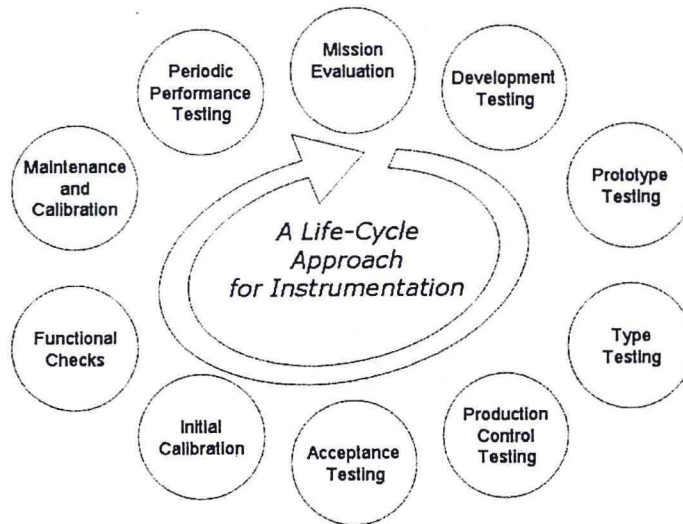 Mission
Evaluation
Development
Testing
Prototype
Testing
Type
Testing
Production
Control
Testing
Acceptance
Testing
Initial
Calibration
Functional
Checks
Maintenance
and
Calibration
Periodic
Performance
Testing
A Life-Cycle
Approach
for Instrumentation